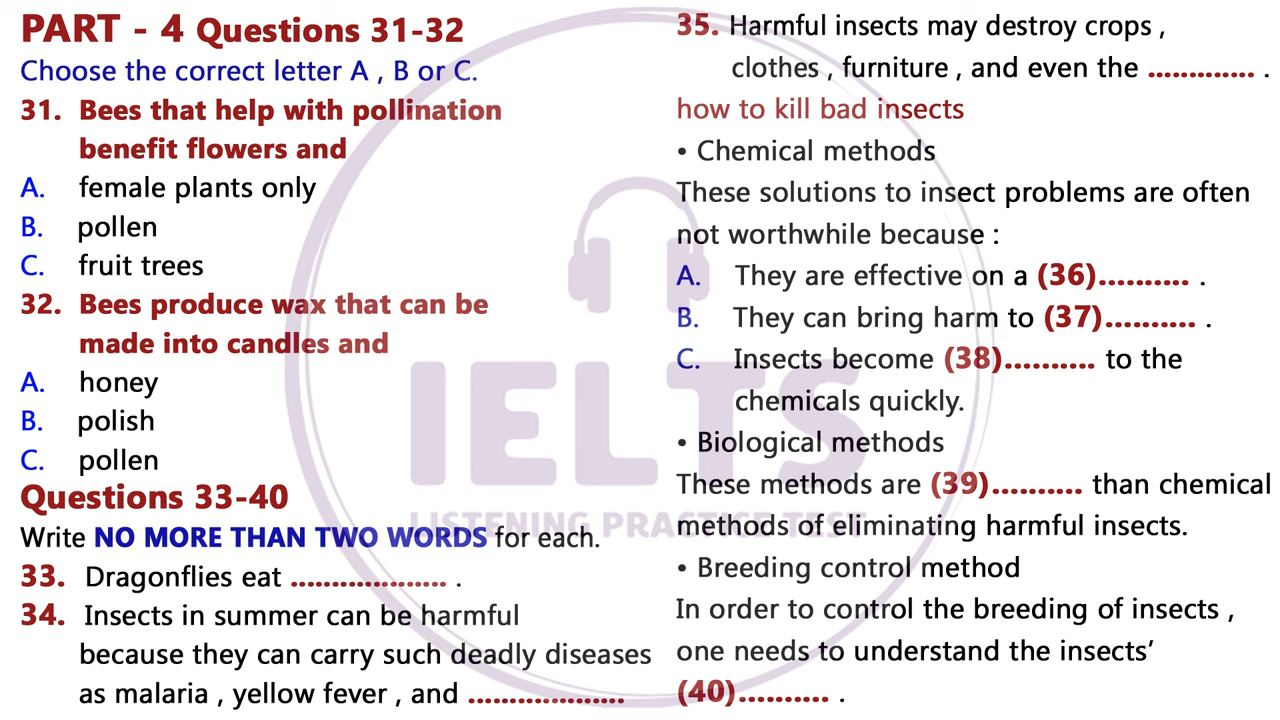 PART - 4 Questions 31-32
Choose the correct letter A , B or C.
31. Bees that help with pollination
benefit flowers and
A. female plants only
B. pollen
C. fruit trees
32. Bees produce wax that can be
made into candles and
A. honey
B. polish
C. pollen
Questions 33-40
Write NO MORE THAN TWO WORDS for each.
33. Dragonflies eat ................... .
34. Insects in summer can be harmful
because they can carry such deadly diseases
as malaria , yellow fever , and ...................
35. Harmful insects may destroy crops ,
clothes , furniture , and even the ............. .
how to kill bad insects
• Chemical methods
These solutions to insect problems are often
not worthwhile because :
A. They are effective on a (36).......... .
B. They can bring harm to (37).......... .
C. Insects become (38).......... to the
chemicals quickly.
• Biological methods
These methods are (39).......... than chemical
methods of eliminating harmful insects.
• Breeding control method
In order to control the breeding of insects ,
one needs to understand the insects’
(40).......... .
IELTS
LISTENING PRACTICE TEST